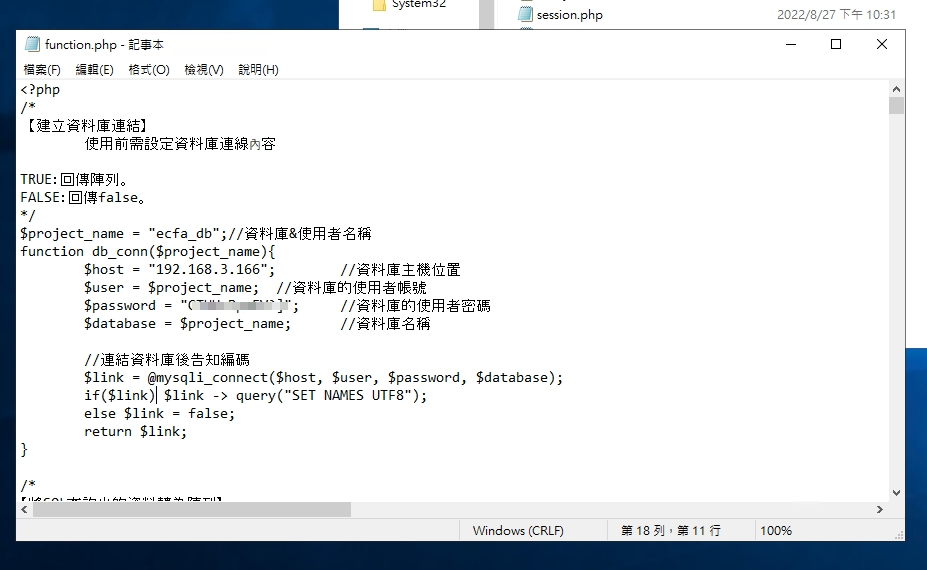 System32
session.php
2022/8/27 下午 10:31
function.php - 記事本
檔案(F) 編輯(E) 格式(O) 檢視(V) 說明(H)
<?php
/*
【建立資料庫連結】
使用前需設定資料庫連線內容
TRUE:回傳陣列。
FALSE:回傳false。
*/
$project_name = "ecfa_db";//資料庫&使用者名稱
function db_conn($project_name){
$host = "192.168.3.166"; //資料庫主機位置
$user = $project_name; //資料庫的使用者帳號
$password = " "; //資料庫的使用者密碼
$database = $project_name; //資料庫名稱
//連結資料庫後告知編碼
$link = @mysqli_connect($host, $user, $password, $database);
if($link) $link -> query("SET NAMES UTF8");
else $link = false;
return $link;
}
/*
Windows (CRLF) 第 18 列，第 11 行 100%